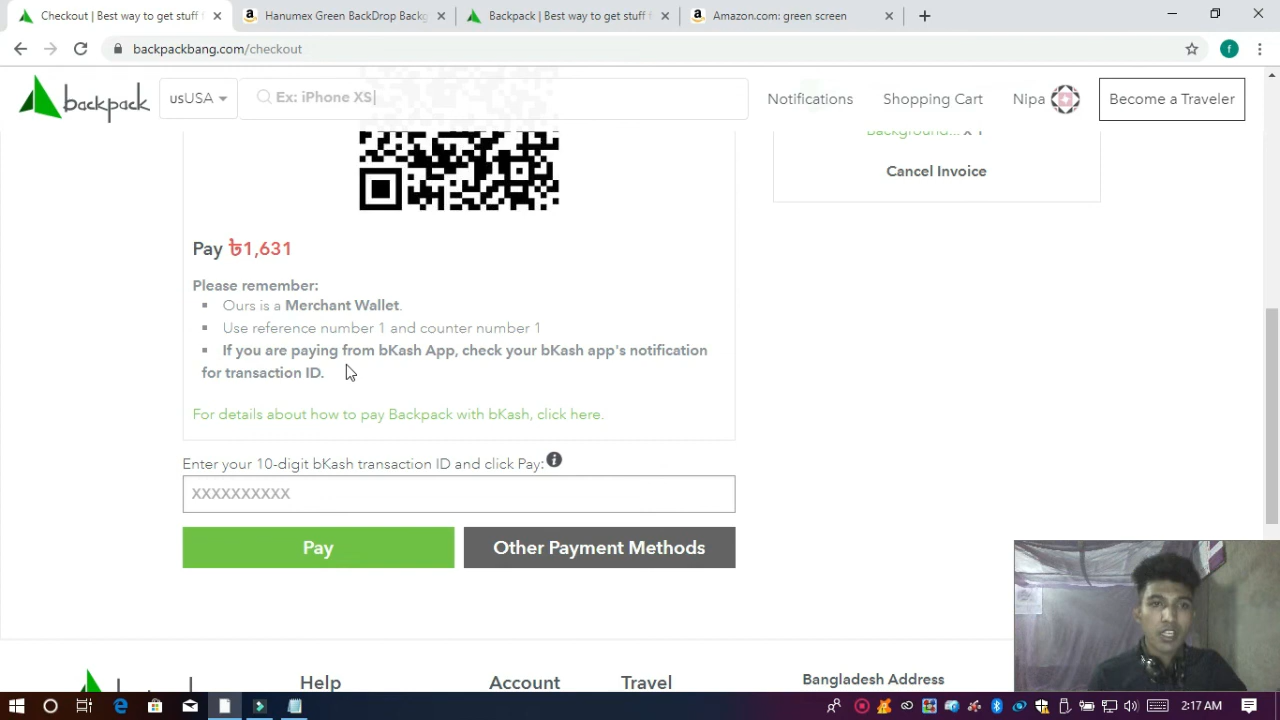 Checkout | Best way to get stuff f
Hanumex Green BackDrop Backg
Backpack | Best way to get stuff f
Amazon.com: green screen
backpackbang.com/checkout
f
backpack
usUSA
Ex: iPhone XS|
Notifications
Shopping Cart
Nipa
Become a Traveler
Background... x 1
Cancel Invoice
Pay ৳1,631
Please remember:
Ours is a Merchant Wallet.
Use reference number 1 and counter number 1
If you are paying from bKash App, check your bKash app's notification
for transaction ID.
For details about how to pay Backpack with bKash, click here.
Enter your 10-digit bKash transaction ID and click Pay:
XXXXXXXXXX
Pay
Other Payment Methods
Help
Account
Travel
Bangladesh Address
2:17 AM